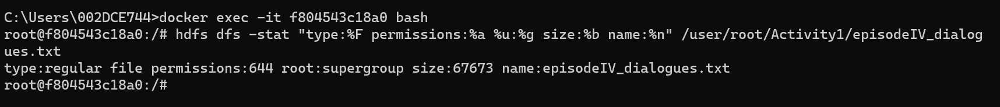 C:\Users\002DCE744>docker exec -it f804543c18a0 bash
root@f804543c18a0:/# hdfs dfs -stat "type:%F permissions:%a %u:%g size:%b name:%n" /user/root/Activity1/episodeIV_dialog
ues.txt
type:regular file permissions:644 root:supergroup size:67673 name:episodeIV_dialogues.txt
root@f804543c18a0:/#